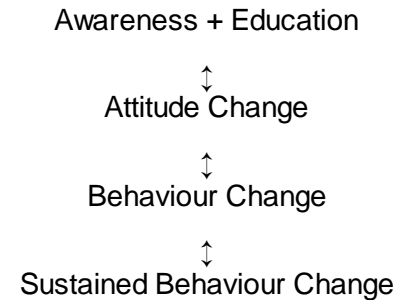 Awareness + Education
↕
Attitude Change
↕
Behaviour Change
↕
Sustained Behaviour Change